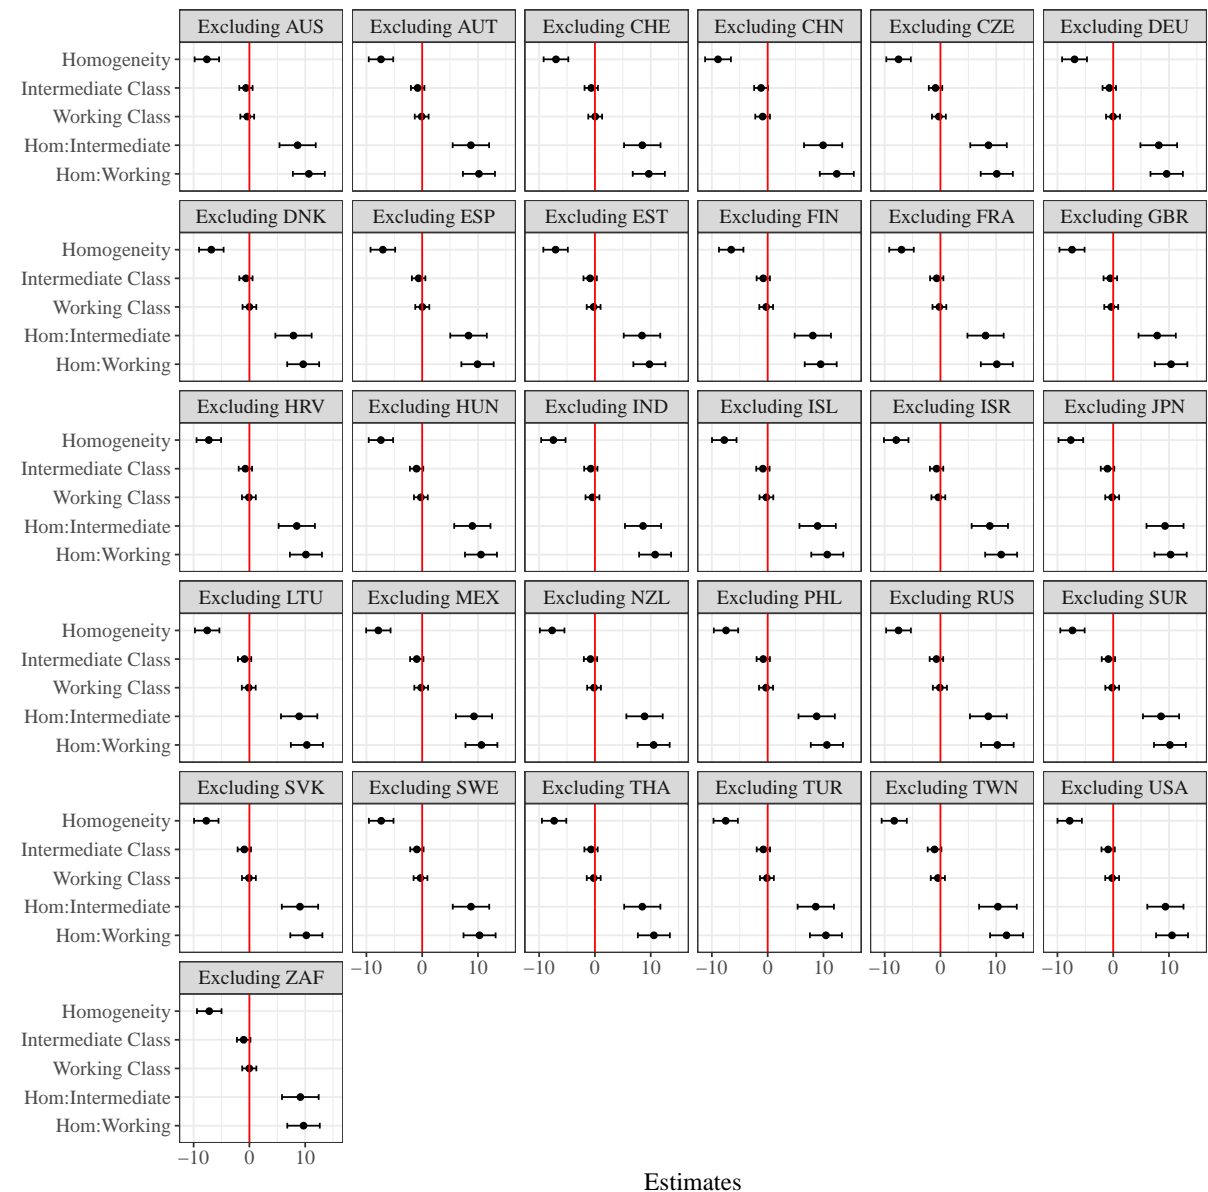 Excluding AUS Excluding AUT Excluding CHE Excluding CHN Excluding CZE Excluding DEU
Homogeneity
Intermediate Class
Working Class
Hom:Intermediate
Hom:Working
Excluding DNK Excluding ESP Excluding EST Excluding FIN Excluding FRA Excluding GBR
Homogeneity
Intermediate Class
Working Class
Hom:Intermediate
Hom:Working
Excluding HRV Excluding HUN Excluding IND Excluding ISL Excluding ISR Excluding JPN
Homogeneity
Intermediate Class
Working Class
Hom:Intermediate
Hom:Working
Excluding LTU Excluding MEX Excluding NZL Excluding PHL Excluding RUS Excluding SUR
Homogeneity
Intermediate Class
Working Class
Hom:Intermediate
Hom:Working
Excluding SVK Excluding SWE Excluding THA Excluding TUR Excluding TWN Excluding USA
Homogeneity
Intermediate Class
Working Class
Hom:Intermediate
Hom:Working
−10 0 10 −10 0 10 −10 0 10 −10 0 10 −10 0 10
Excluding ZAF
Homogeneity
Intermediate Class
Working Class
Hom:Intermediate
Hom:Working
−10 0 10
Estimates